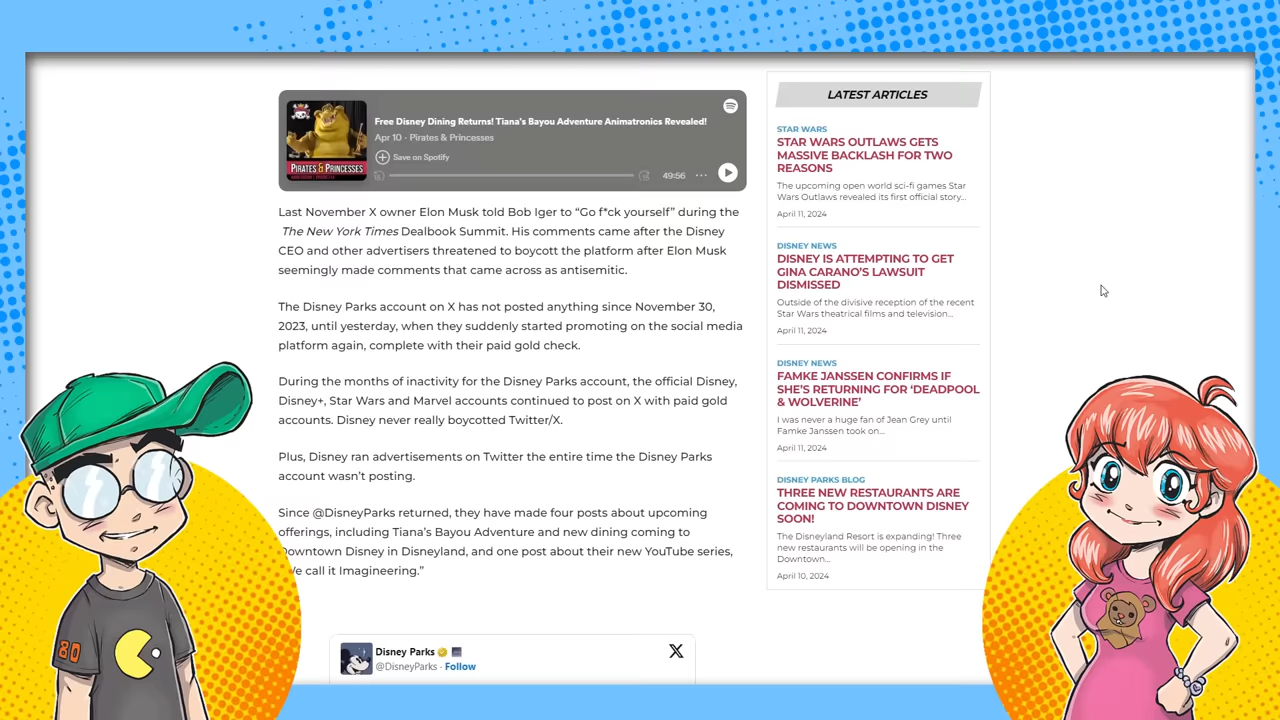 Free Disney Dining Returns! Tiana's Bayou Adventure Animatronics Revealed!
Apr 10 · Pirates & Princesses
Save on Spotify
PIRATES & PRINCESSES
49:56
Last November X owner Elon Musk told Bob Iger to “Go f*ck yourself” during the
The New York Times Dealbook Summit. His comments came after the Disney
CEO and other advertisers threatened to boycott the platform after Elon Musk
seemingly made comments that came across as antisemitic.
The Disney Parks account on X has not posted anything since November 30,
2023, until yesterday, when they suddenly started promoting on the social media
platform again, complete with their paid gold check.
During the months of inactivity for the Disney Parks account, the official Disney,
Disney+, Star Wars and Marvel accounts continued to post on X with paid gold
accounts. Disney never really boycotted Twitter/X.
Plus, Disney ran advertisements on Twitter the entire time the Disney Parks
account wasn’t posting.
Since @DisneyParks returned, they have made four posts about upcoming
offerings, including Tiana’s Bayou Adventure and new dining coming to
Downtown Disney in Disneyland, and one post about their new YouTube series,
call it Imagineering.”
Disney Parks
@DisneyParks · Follow
LATEST ARTICLES
STAR WARS
STAR WARS OUTLAWS GETS
MASSIVE BACKLASH FOR TWO
REASONS
The upcoming open world sci-fi games Star
Wars Outlaws revealed its first official story...
April 11, 2024
DISNEY NEWS
DISNEY IS ATTEMPTING TO GET
GINA CARANO’S LAWSUIT
DISMISSED
Outside of the divisive reception of the recent
Star Wars theatrical films and television...
April 11, 2024
DISNEY NEWS
FAMKE JANSSEN CONFIRMS IF
SHE’S RETURNING FOR ‘DEADPOOL
& WOLVERINE’
I was never a huge fan of Jean Grey until
Famke Janssen took on...
April 11, 2024
DISNEY PARKS BLOG
THREE NEW RESTAURANTS ARE
COMING TO DOWNTOWN DISNEY
SOON!
The Disneyland Resort is expanding! Three
new restaurants will be opening in the
Downtown...
April 10, 2024
80